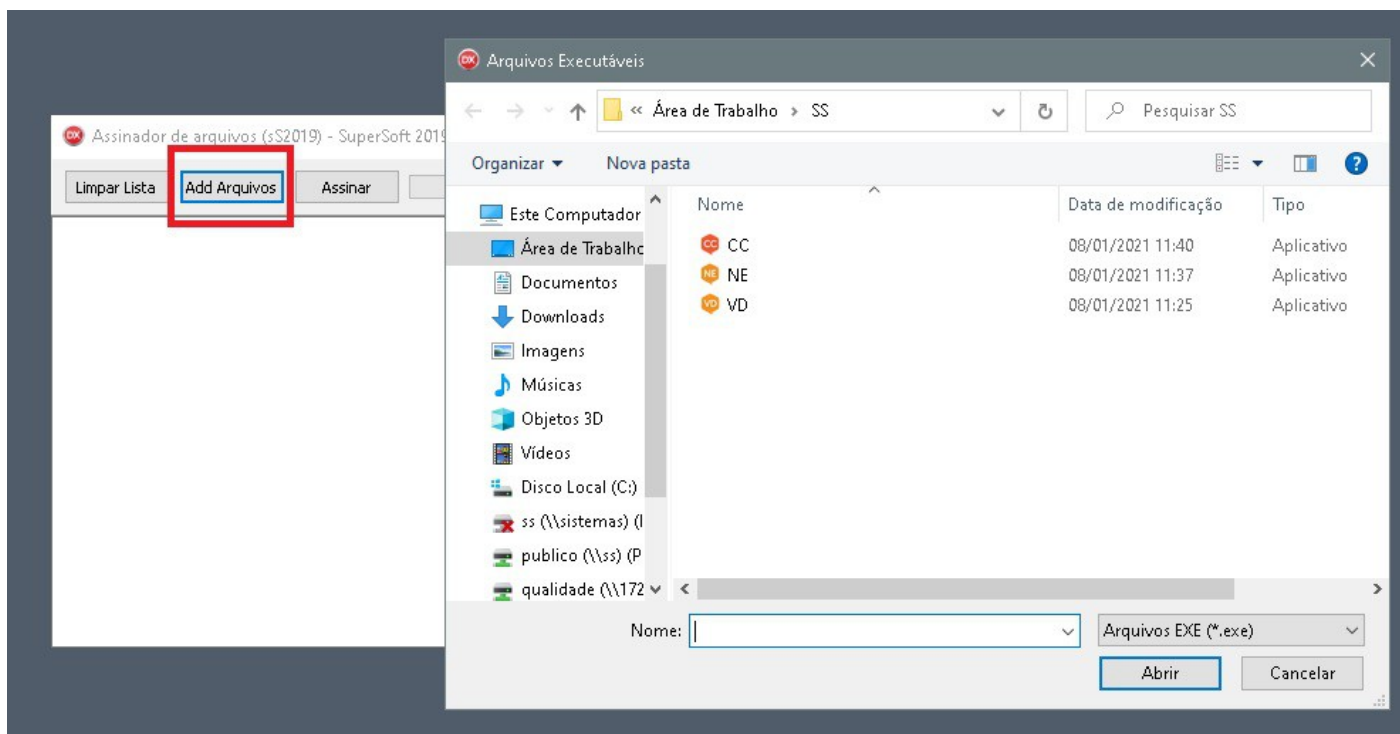 Arquivos Executáveis
« Área de Trabalho > SS
Pesquisar SS
Assinador de arquivos (sS2019) - SuperSoft 2019
Organizar
Nova pasta
Limpar Lista
Add Arquivos
Assinar
Nome
Data de modificação
Tipo
Este Computador
Área de Trabalho
Documentos
Downloads
Imagens
Músicas
Objetos 3D
Vídeos
Disco Local (C:)
ss (\\sistemas) (I
publico (\\ss) (P
qualidade (\\172
CC CC 08/01/2021 11:40 Aplicativo
NE NE 08/01/2021 11:37 Aplicativo
VD VD 08/01/2021 11:25 Aplicativo
Nome:
Arquivos EXE (*.exe)
Abrir
Cancelar